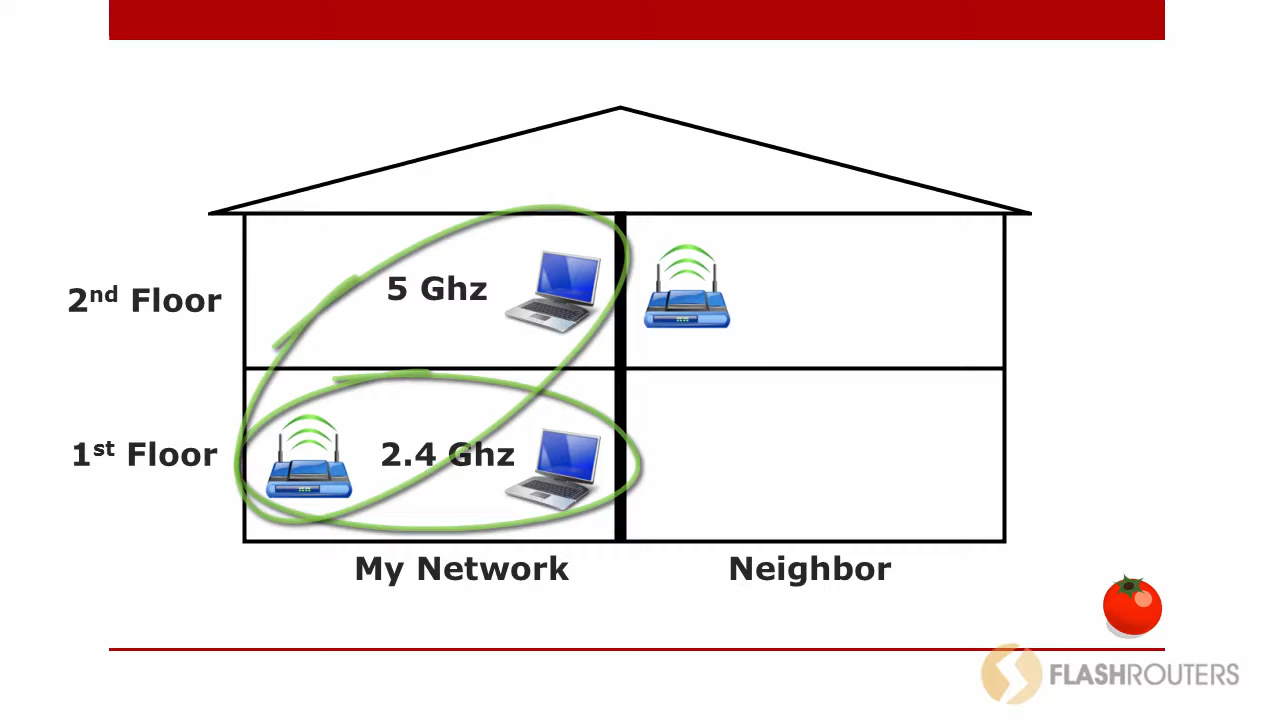 2nd Floor
5 Ghz
1st Floor
2.4 Ghz
My Network
Neighbor
FLASHROUTERS